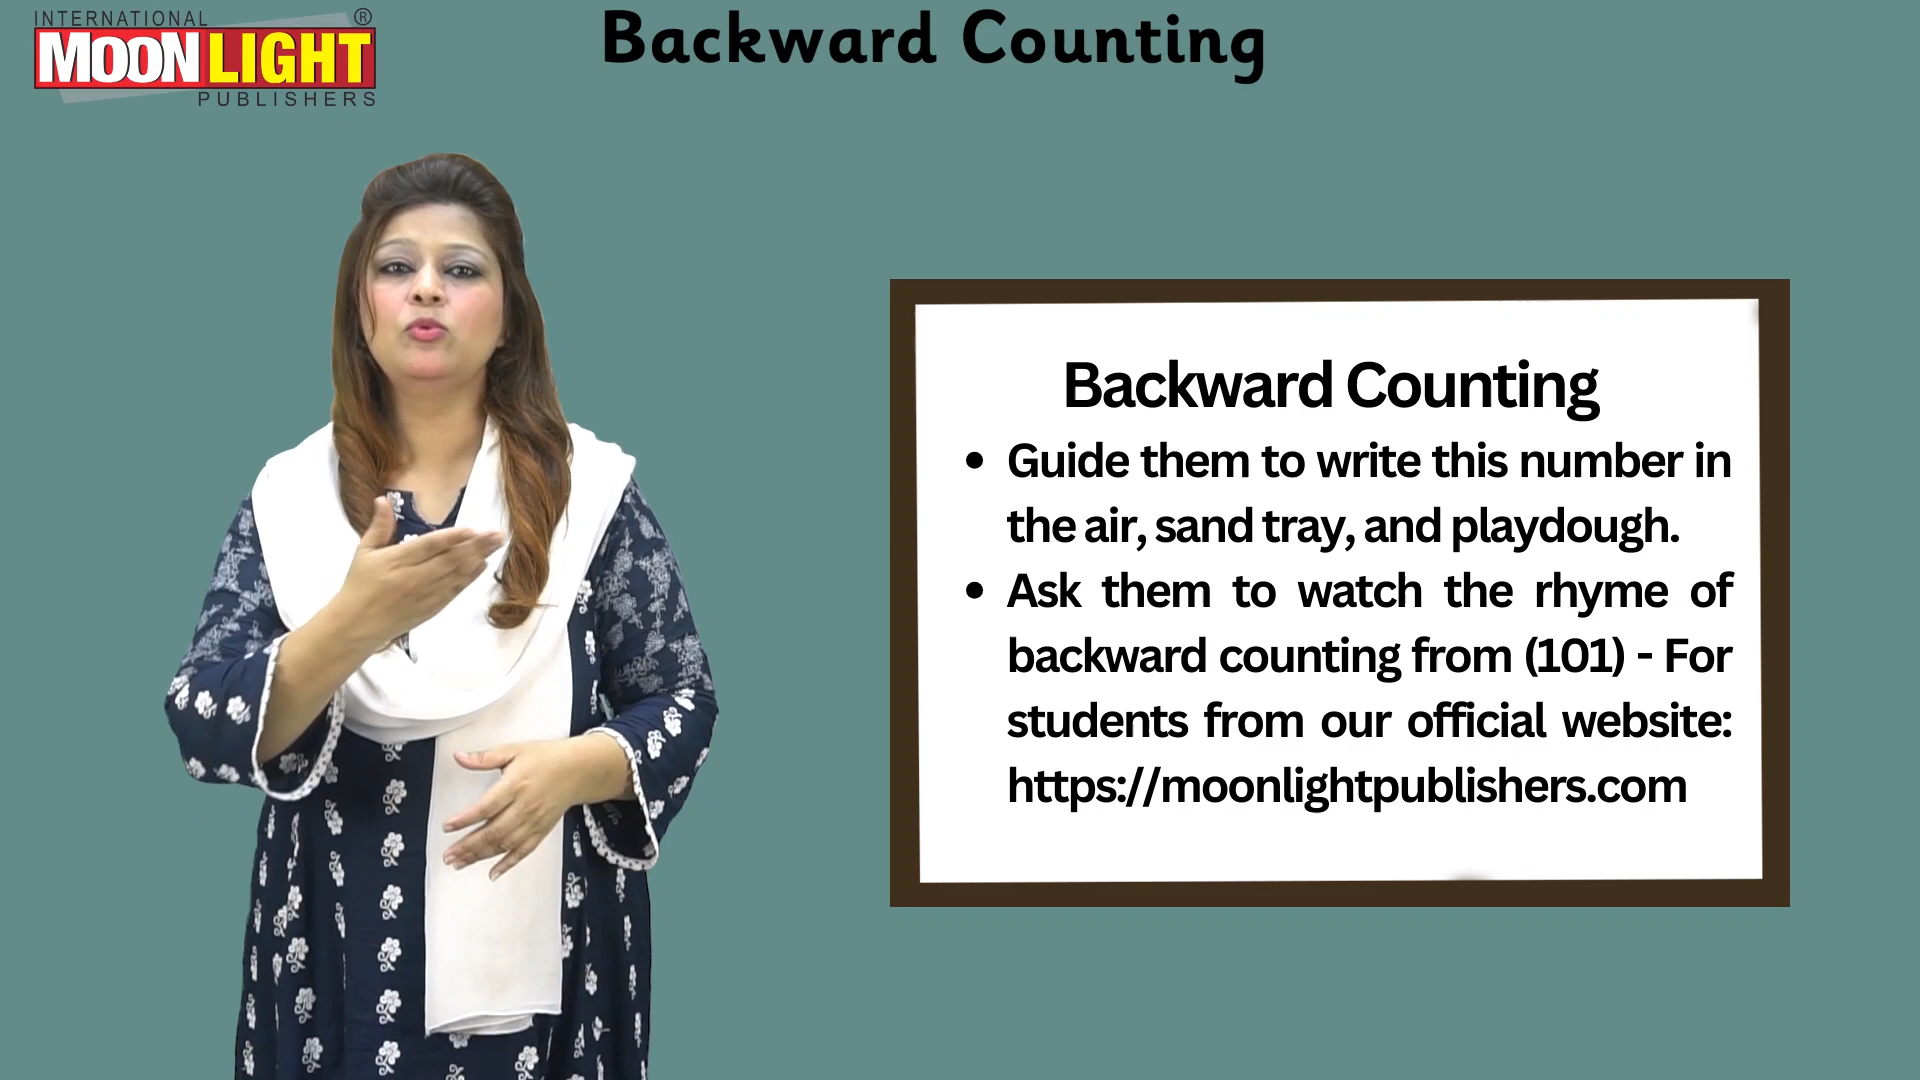 INTERNATIONAL ®
MOONLIGHT
PUBLISHERS
Backward Counting
Backward Counting
• Guide them to write this number in
the air, sand tray, and playdough.
• Ask them to watch the rhyme of
backward counting from (101) - For
students from our official website:
https://moonlightpublishers.com